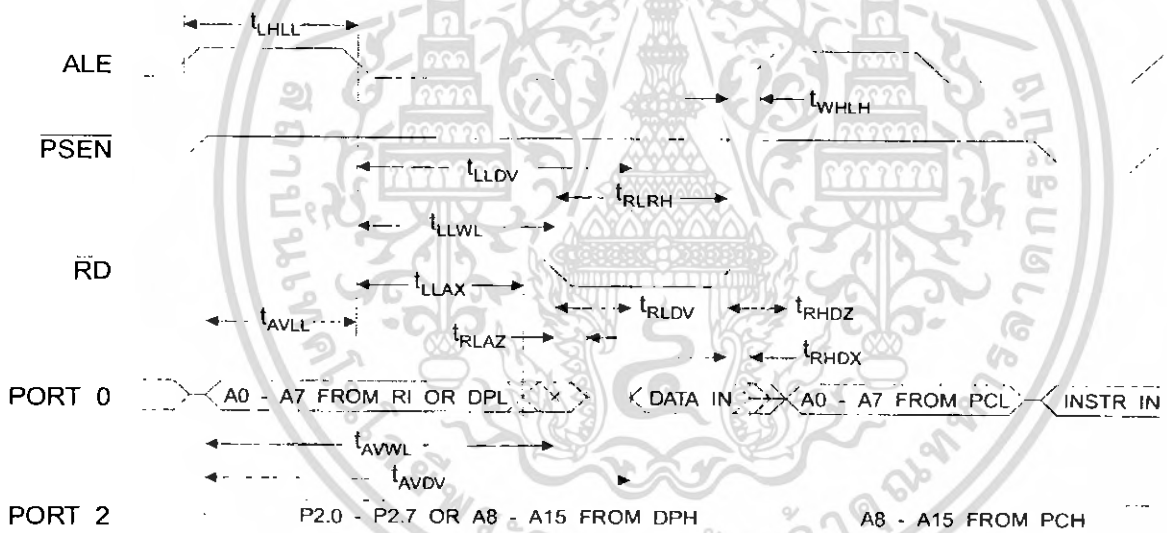 tLHLL
ALE
tWHLH
PSEN
tLLDV
tRLRH
tLLWL
RD
tLLAX
tRLDV
tRHDZ
tAVLL
tRLAZ
tRHDX
PORT 0
A0 - A7 FROM RI OR DPL
DATA IN
A0 - A7 FROM PCL
INSTR IN
tAVWL
tAVDV
PORT 2
P2.0 - P2.7 OR A8 - A15 FROM DPH
A8 - A15 FROM PCH